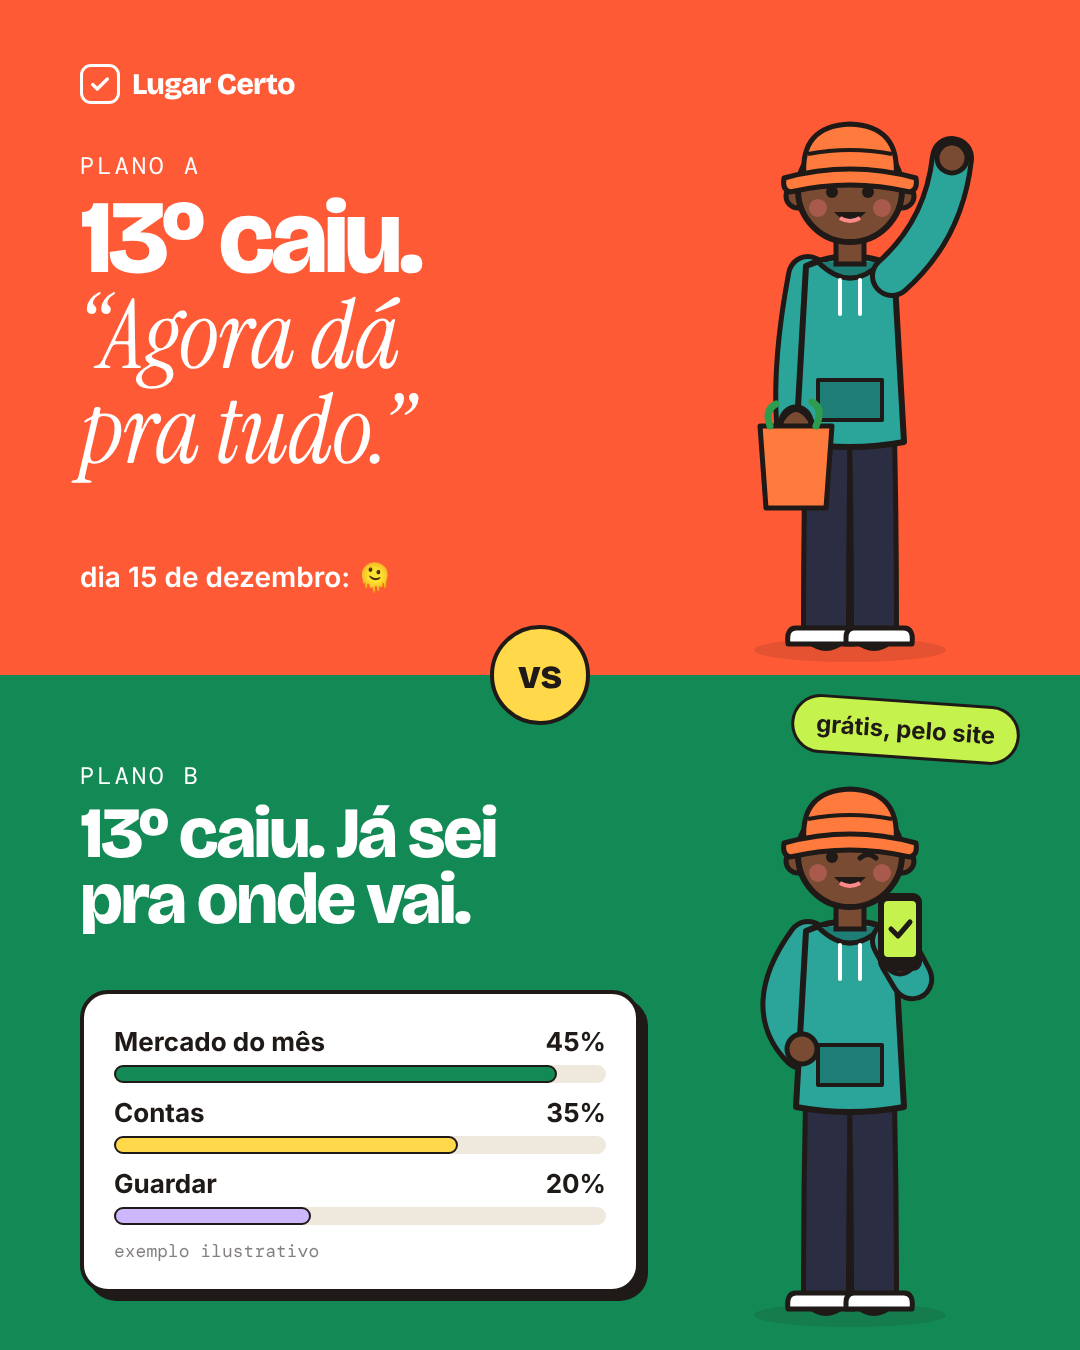 Lugar Certo
PLANO A
13º caiu.
“Agora dá
pra tudo.”
dia 15 de dezembro: 🫠
vs
grátis, pelo site
PLANO B
13º caiu. Já sei
pra onde vai.
Mercado do mês 45%
Contas 35%
Guardar 20%
exemplo ilustrativo